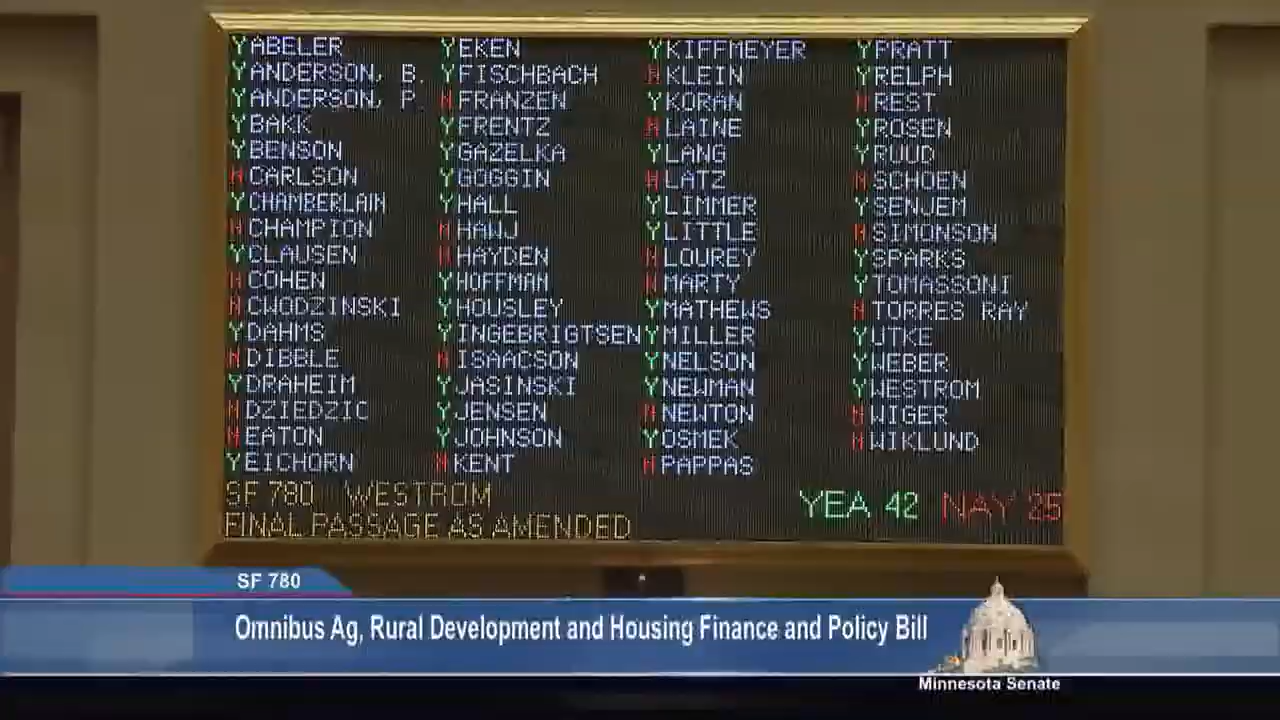 Y ABELER Y EKEN Y KIFFMEYER Y PRATT
Y ANDERSON, B. Y FISCHBACH N KLEIN Y RELPH
Y ANDERSON, P. N FRANZEN Y KORAN N REST
Y BAKK Y FRENTZ N LAINE Y ROSEN
Y BENSON Y GAZELKA Y LANG Y RUUD
N CARLSON Y GOGGIN N LATZ N SCHOEN
Y CHAMBERLAIN Y HALL Y LIMMER Y SENJEM
N CHAMPION N HAWJ Y LITTLE N SIMONSON
Y CLAUSEN N HAYDEN N LOUREY Y SPARKS
N COHEN Y HOFFMAN N MARTY Y TOMASSONI
N CWODZINSKI Y HOUSLEY Y MATHEWS N TORRES RAY
Y DAHMS Y INGEBRIGTSEN Y MILLER Y UTKE
N DIBBLE N ISAACSON Y NELSON Y WEBER
Y DRAHEIM Y JASINSKI Y NEWMAN Y WESTROM
N DZIEDZIC Y JENSEN N NEWTON N WIGER
N EATON Y JOHNSON Y OSMEK N WIKLUND
Y EICHORN N KENT N PAPPAS
SF 780 WESTROM
YEA 42 NAY 25
FINAL PASSAGE AS AMENDED
SF 780
Omnibus Ag, Rural Development and Housing Finance and Policy Bill
Minnesota Senate